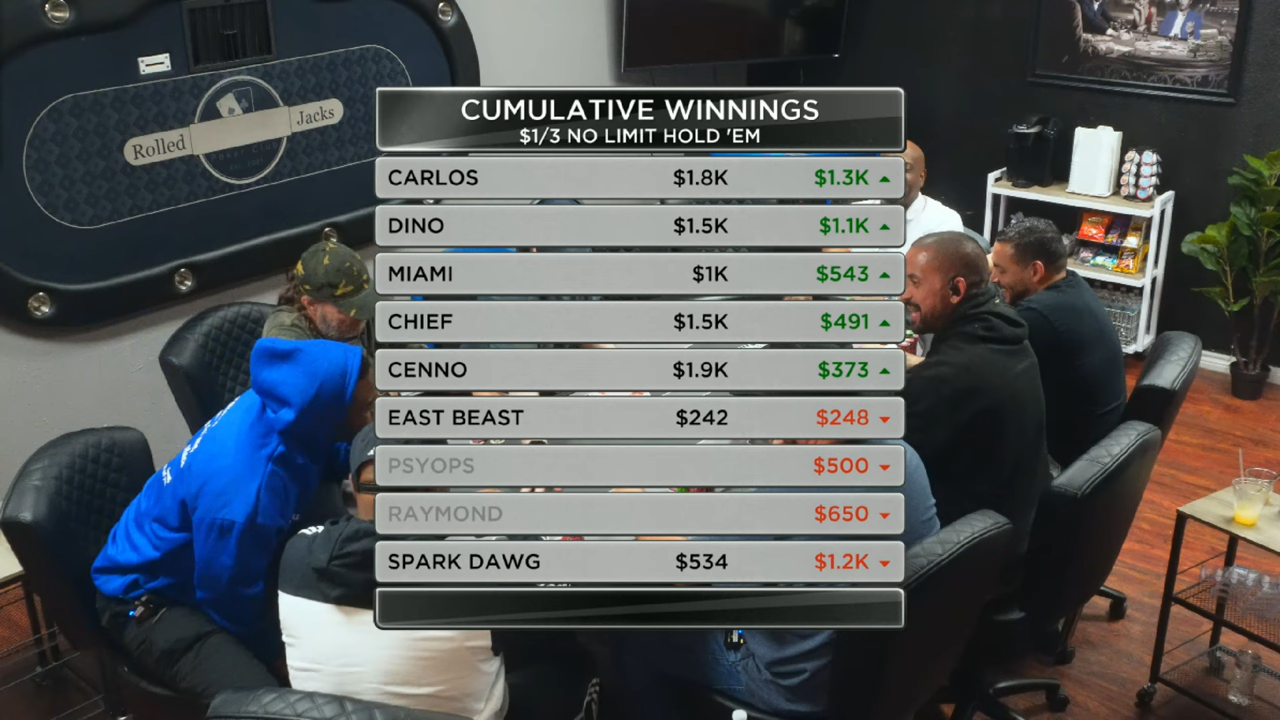 Rolled Jacks
CUMULATIVE WINNINGS
$1/3 NO LIMIT HOLD 'EM
CARLOS $1.8K $1.3K
DINO $1.5K $1.1K
MIAMI $1K $543
CHIEF $1.5K $491
CENNO $1.9K $373
EAST BEAST $242 $248
PSYOPS $500
RAYMOND $650
SPARK DAWG $534 $1.2K